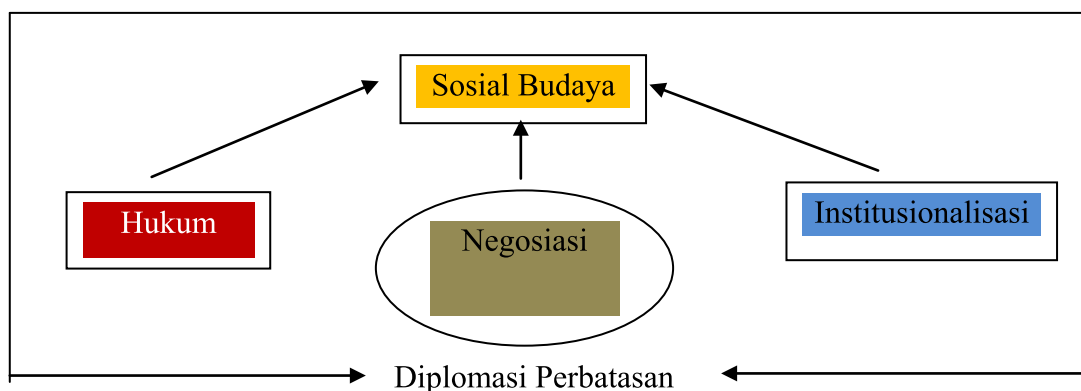 Sosial Budaya
Hukum
Negosiasi
Institusionalisasi
Diplomasi Perbatasan